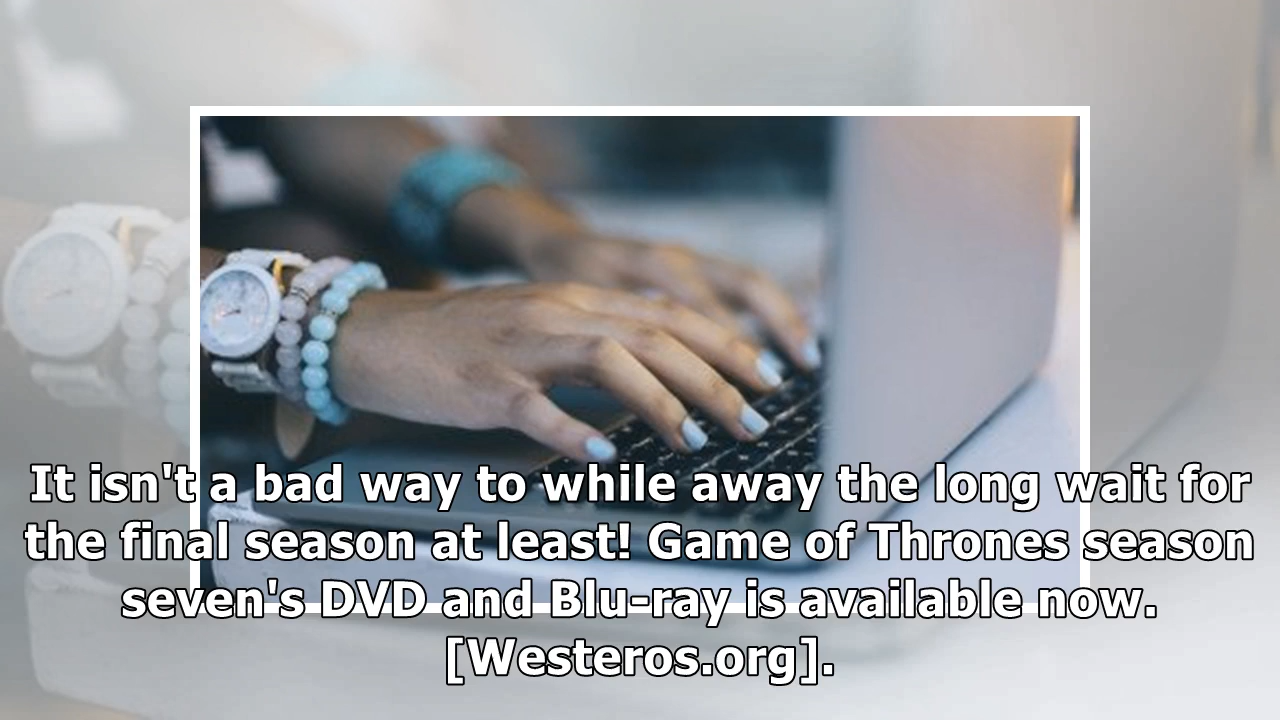 It isn't a bad way to while away the long wait for
the final season at least! Game of Thrones season
seven's DVD and Blu-ray is available now.
[Westeros.org].